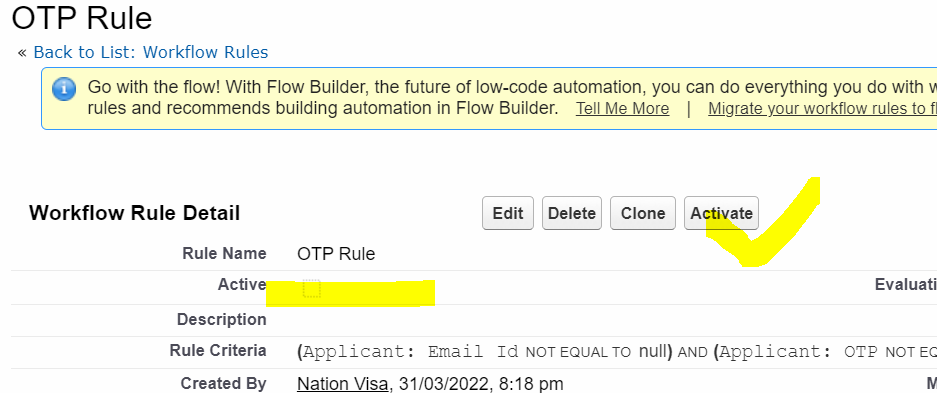 OTP Rule
« Back to List: Workflow Rules
Go with the flow! With Flow Builder, the future of low-code automation, you can do everything you do with
rules and recommends building automation in Flow Builder. Tell Me More | Migrate your workflow rules to
Workflow Rule Detail Edit Delete Clone Activate
Rule Name OTP Rule
Active
Description
Rule Criteria (Applicant: Email Id NOT EQUAL TO null) AND (Applicant: OTP NOT
Created By Nation Visa, 31/03/2022, 8:18 pm